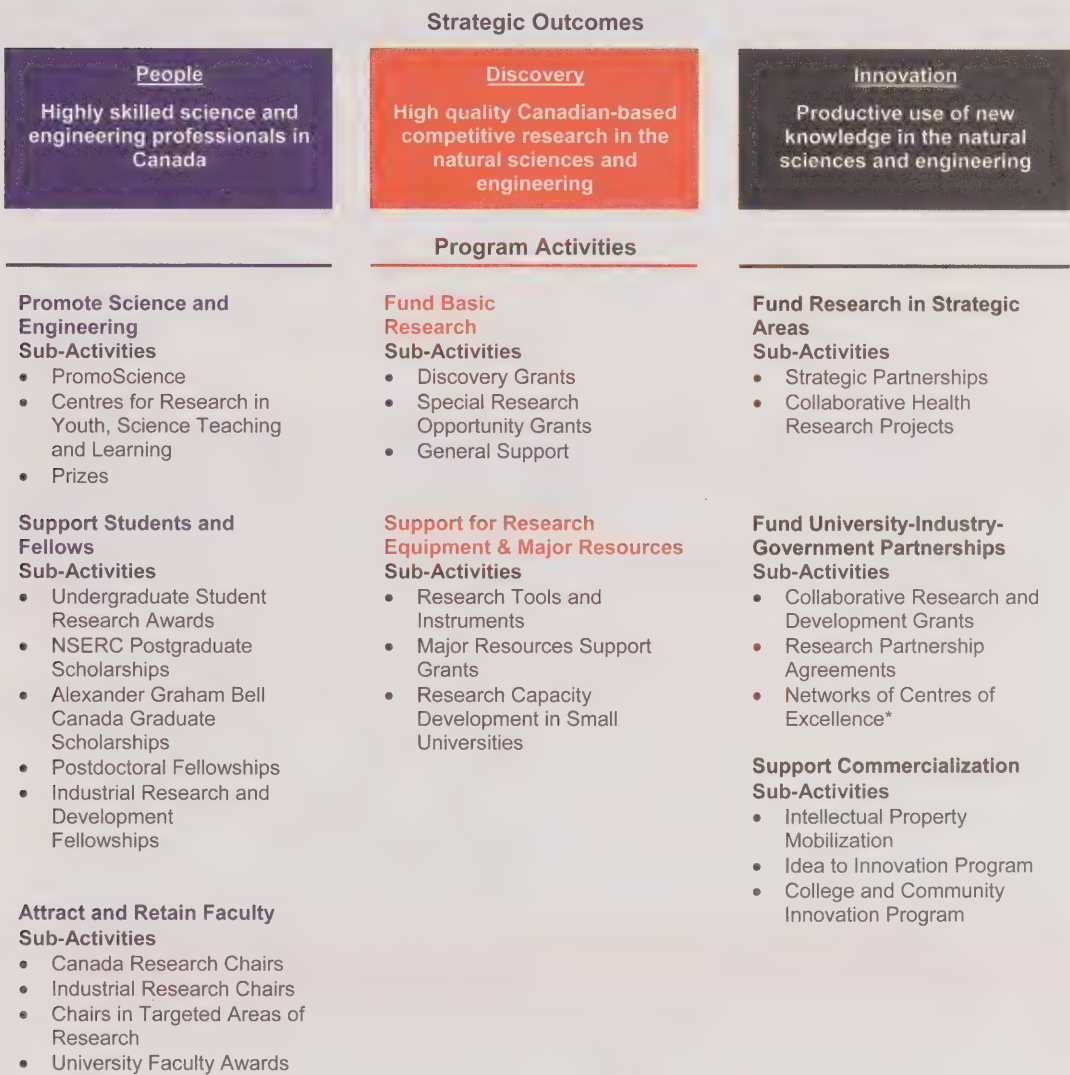 Strategic Outcomes
People
Highly skilled science and
engineering professionals in
Canada
Discovery
High quality Canadian-based
competitive research in the
natural sciences and
engineering
Innovation
Productive use of new
knowledge in the natural
sciences and engineering
Program Activities
Promote Science and
Engineering
Sub-Activities
• PromoScience
• Centres for Research in
Youth, Science Teaching
and Learning
• Prizes
Support Students and
Fellows
Sub-Activities
• Undergraduate Student
Research Awards
• NSERC Postgraduate
Scholarships
• Alexander Graham Bell
Canada Graduate
Scholarships
• Postdoctoral Fellowships
• Industrial Research and
Development
Fellowships
Attract and Retain Faculty
Sub-Activities
• Canada Research Chairs
• Industrial Research Chairs
• Chairs in Targeted Areas of
Research
• University Faculty Awards
Fund Basic
Research
Sub-Activities
• Discovery Grants
• Special Research
Opportunity Grants
• General Support
Support for Research
Equipment & Major Resources
Sub-Activities
• Research Tools and
Instruments
• Major Resources Support
Grants
• Research Capacity
Development in Small
Universities
Fund Research in Strategic
Areas
Sub-Activities
• Strategic Partnerships
• Collaborative Health
Research Projects
Fund University-Industry-
Government Partnerships
Sub-Activities
• Collaborative Research and
Development Grants
• Research Partnership
Agreements
• Networks of Centres of
Excellence*
Support Commercialization
Sub-Activities
• Intellectual Property
Mobilization
• Idea to Innovation Program
• College and Community
Innovation Program